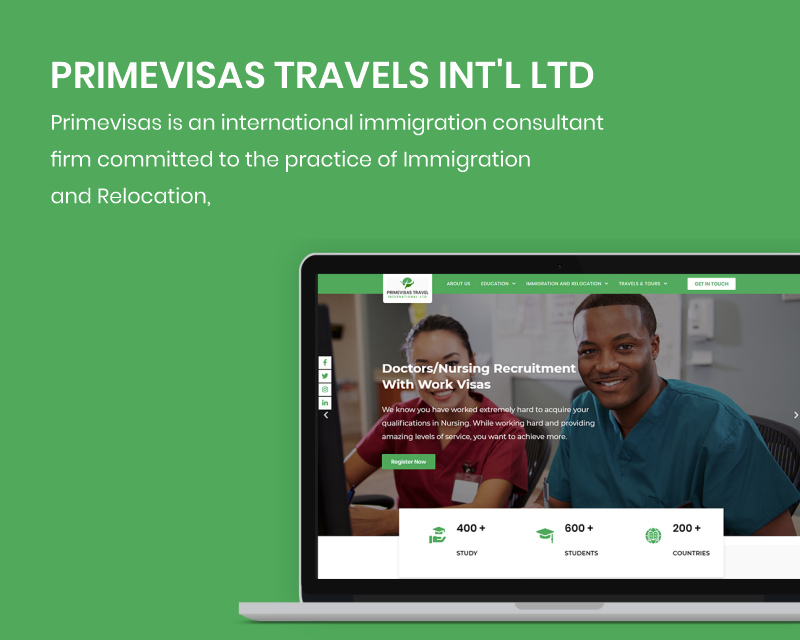 PRIMEVISAS TRAVELS INT'L LTD
Primevisas is an international immigration consultant
firm committed to the practice of Immigration
and Relocation,
PRIMEVISAS TRAVEL
INTERNATIONAL LTD
ABOUT US EDUCATION IMMIGRATION AND RELOCATION TRAVELS & TOURS GET IN TOUCH
Doctors/Nursing Recruitment
With Work Visas
We know you have worked extremely hard to acquire your
qualifications in Nursing. While working hard and providing
amazing levels of service, you want to achieve more.
Register Now
400 + 600 + 200 +
STUDY STUDENTS COUNTRIES